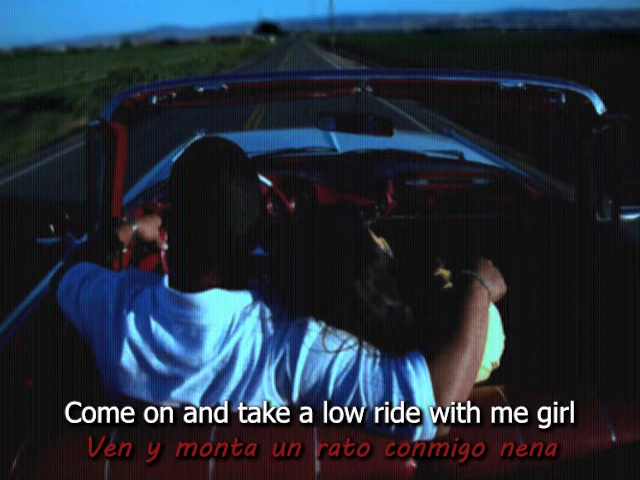 Come on and take a low ride with me girl
Ven y monta un rato conmigo nena